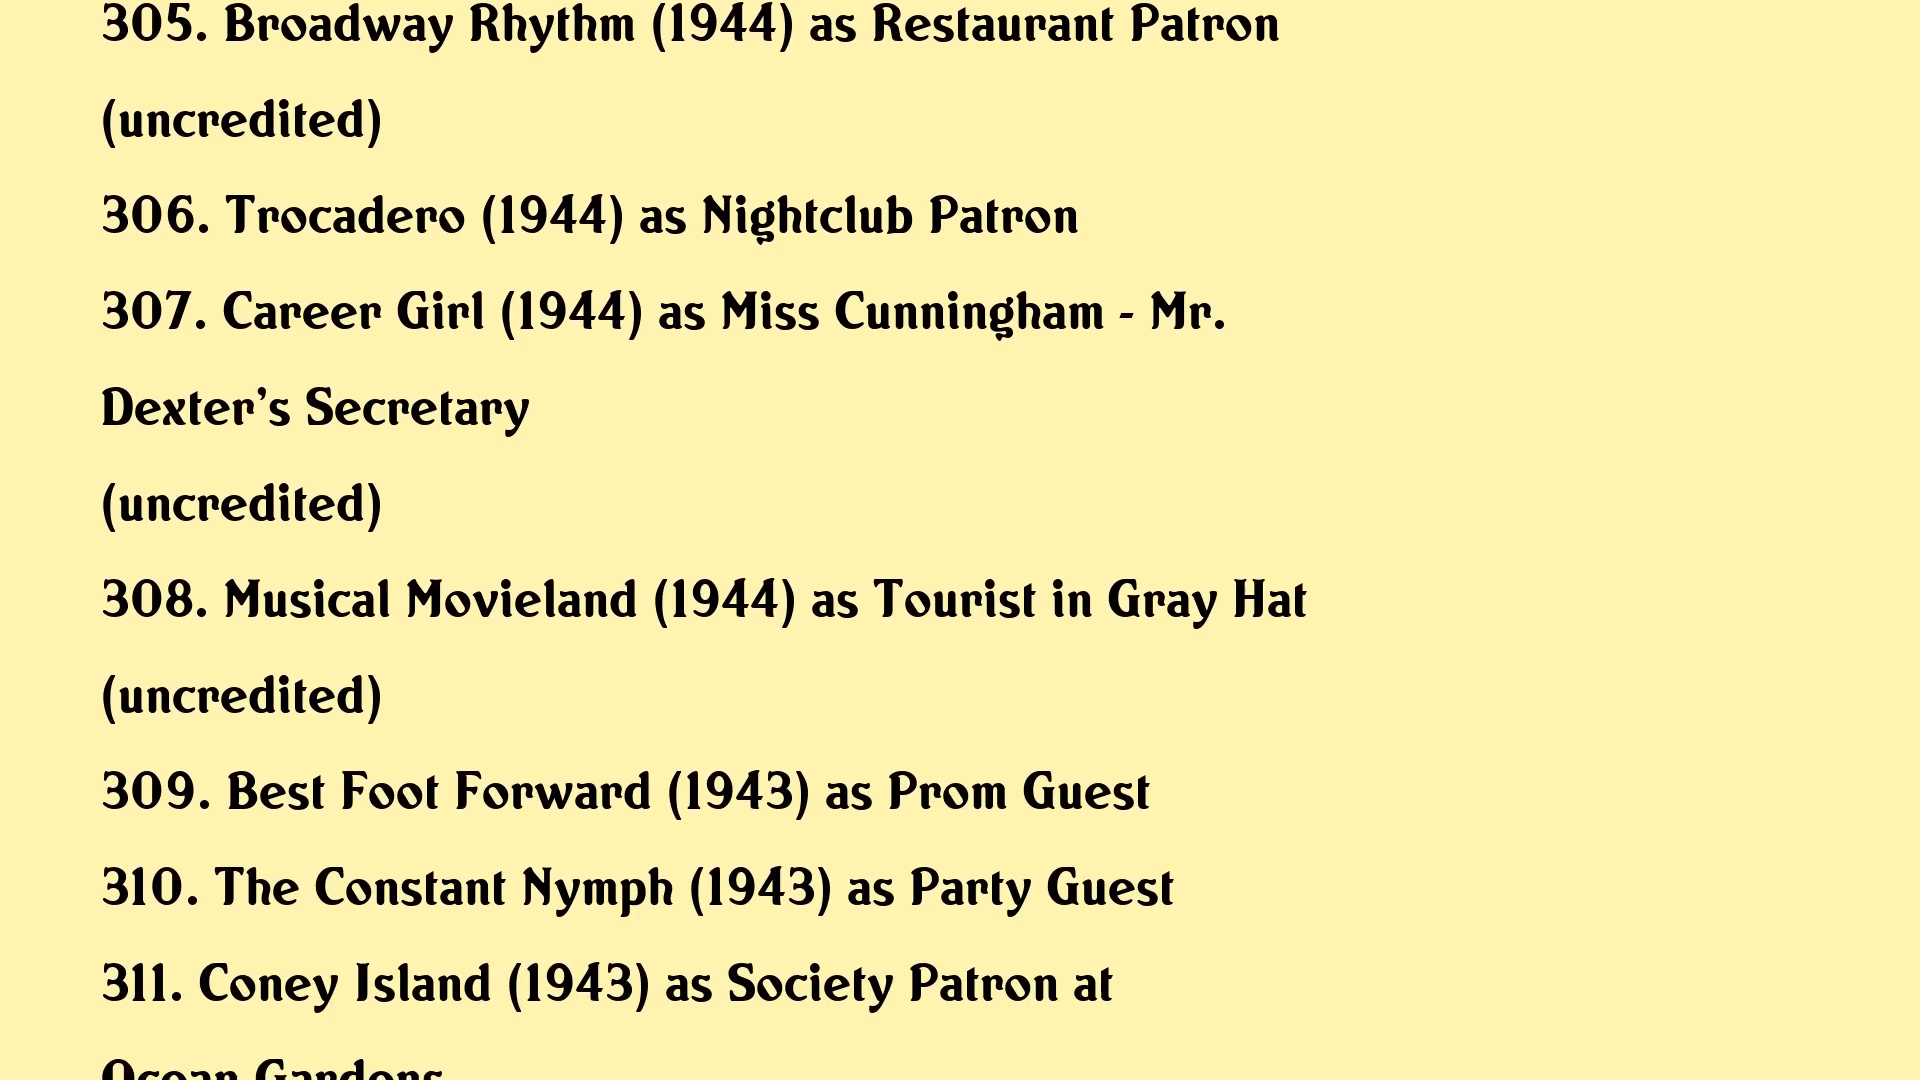 305. Broadway Rhythm (1944) as Restaurant Patron
(uncredited)
306. Trocadero (1944) as Nightclub Patron
307. Career Girl (1944) as Miss Cunningham - Mr.
Dexter's Secretary
(uncredited)
308. Musical Movieland (1944) as Tourist in Gray Hat
(uncredited)
309. Best Foot Forward (1943) as Prom Guest
310. The Constant Nymph (1943) as Party Guest
311. Coney Island (1943) as Society Patron at
Ocean Gardens